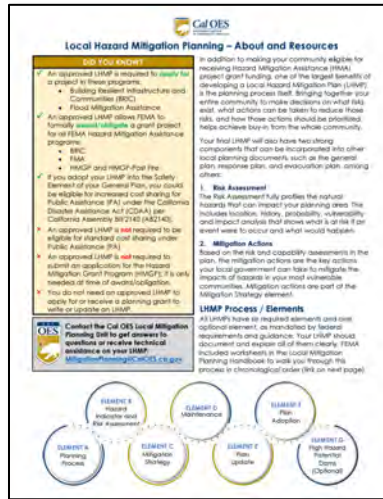 Cal OES
Local Hazard Mitigation Planning – About and Resources
DID YOU KNOW?
An approved LHMP is required to apply for
a project in these programs:
Building Resilient Infrastructure and
Communities (BRIC)
Flood Mitigation Assistance
An approved LHMP allows FEMA to
formally award/obligate a grant project
for all FEMA Hazard Mitigation Assistance
programs:
BRIC
FMA
HMGP and HMGP-Post Fire
If you adopt your LHMP into the Safety
Element of your General Plan, you could
be eligible for increased cost sharing for
Public Assistance (PA) under the California
Disaster Assistance Act (CDAA) per
California Assembly Bill 2140 (AB2140).
An approved LHMP is not required to be
eligible for standard cost sharing under
Public Assistance (PA)
An approved LHMP is not required to
submit an application for the Hazard
Mitigation Grant Program (HMGP); it is only
needed at time of award/obligation.
You do not need an approved LHMP to
apply for or receive a planning grant to
write or update an LHMP.
OES
Contact the Cal OES Local Mitigation
Planning Unit to get answers to
questions or receive technical
assistance on your LHMP:
MitigationPlanning@CalOES.ca.gov
In addition to making your community eligible for
receiving Hazard Mitigation Assistance (HMA)
project grant funding, one of the largest benefits of
developing a Local Hazard Mitigation Plan (LHMP)
is the planning process itself. Bringing together your
entire community to make decisions on what risks
exist, what actions can be taken to reduce those
risks, and how those actions should be prioritized,
helps achieve buy-in from the whole community.
Your final LHMP will also have two strong
components that can be incorporated into other
local planning documents, such as the general
plan, response plan, and evacuation plan, among
others:
1. Risk Assessment
The Risk Assessment fully profiles the natural
hazards that can impact your planning area. This
includes location, history, probability, vulnerability
and impact analysis that shows what is at risk if an
event were to occur and what would happen.
2. Mitigation Actions
Based on the risk and capability assessments in the
plan, the mitigation actions are the key actions
your local government can take to mitigate the
impacts of hazards in your most vulnerable
communities. Mitigation actions are part of the
Mitigation Strategy element.
LHMP Process / Elements
All LHMPs have six required elements and one
optional element, as mandated by federal
requirements and guidance. Your LHMP should
document and explain all of them clearly. FEMA
included worksheets in the Local Mitigation
Planning Handbook to walk you through this
process in chronological order (link on next page)
ELEMENT A
Planning
Process
ELEMENT B
Hazard
Indicator and
Risk Assessment
ELEMENT C
Mitigation
Strategy
ELEMENT D
Maintenance
ELEMENT E
Plan
Update
ELEMENT F
Plan
Adoption
ELEMENT G
High Hazard
Potential
Dams
(Optional)